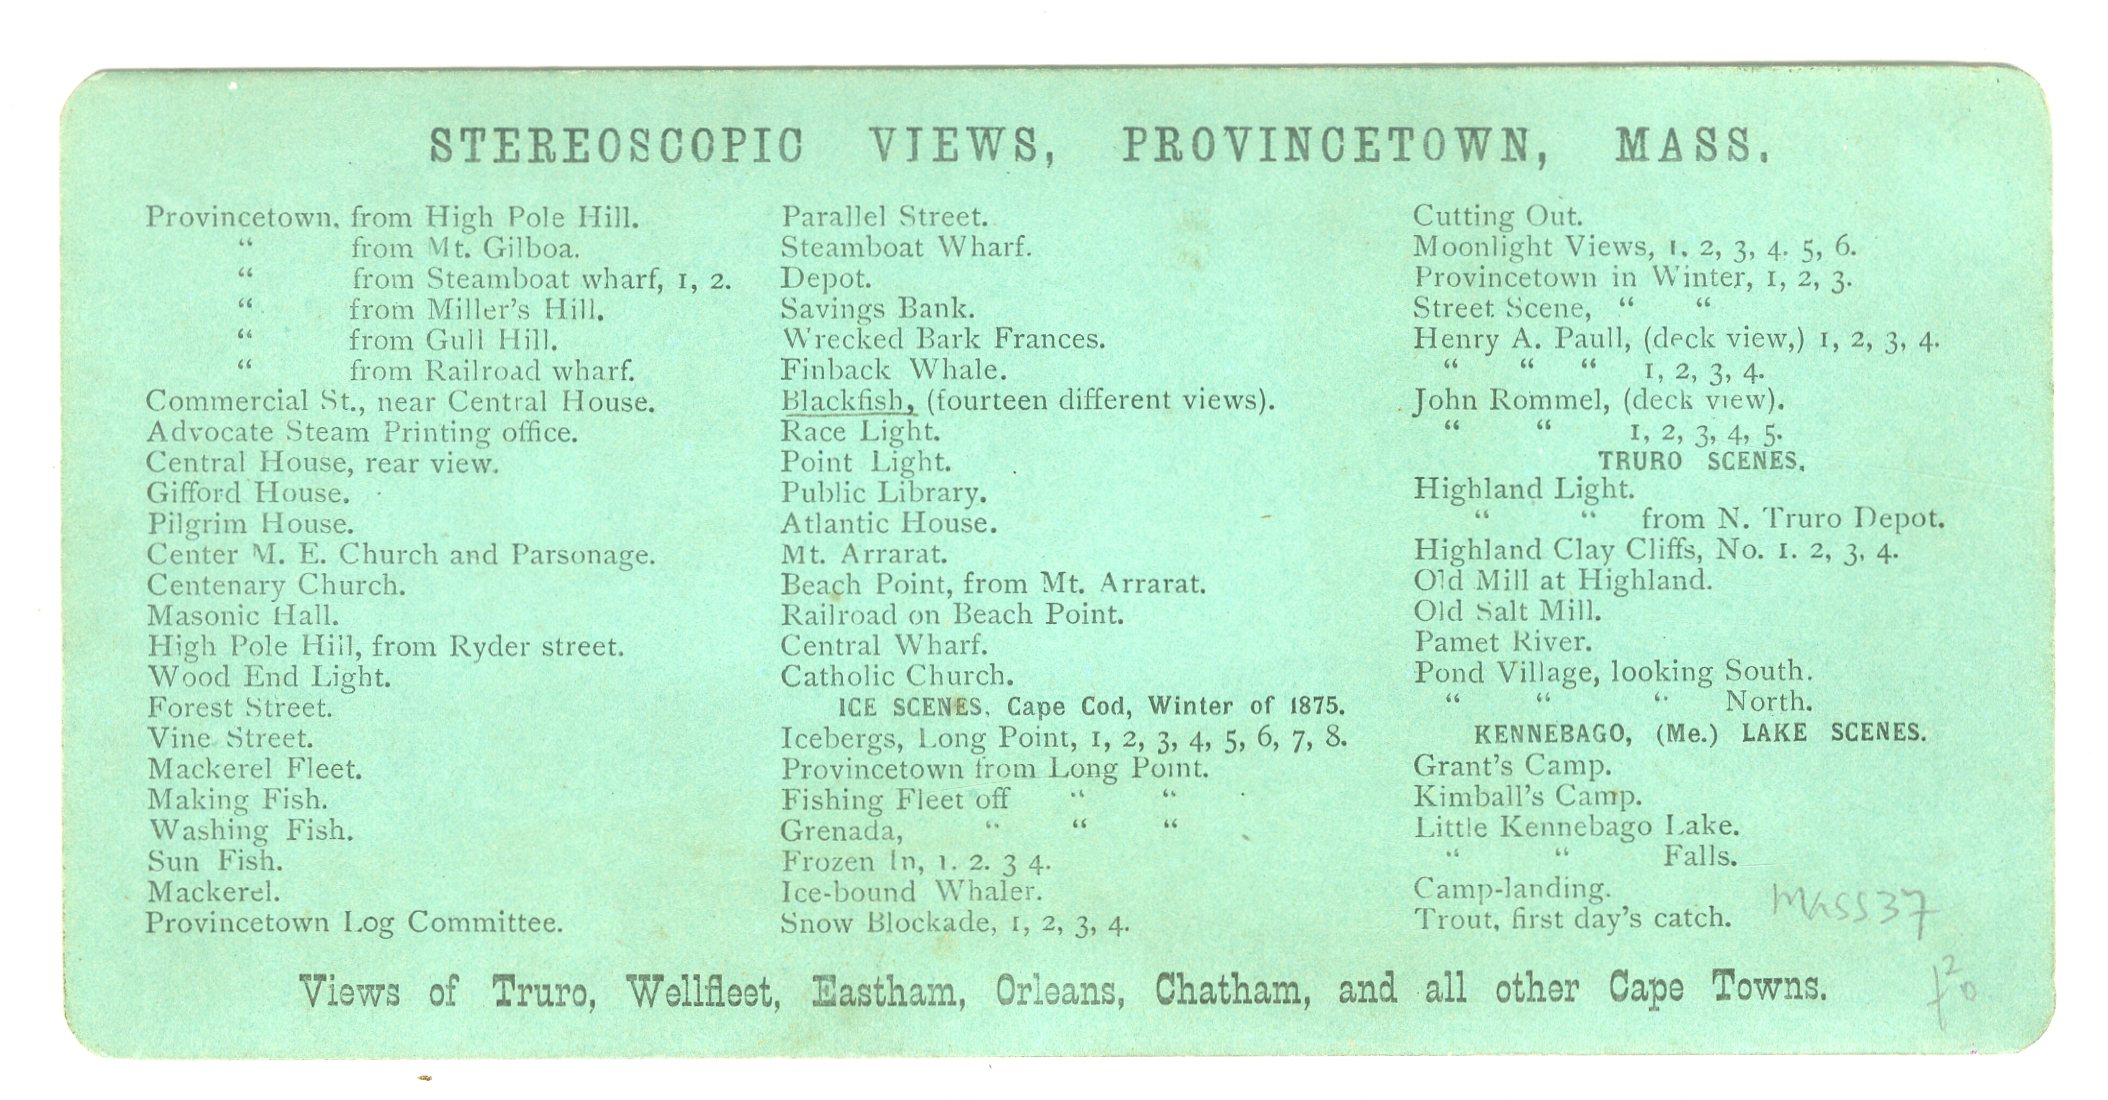 STEREOSCOPIC VIEWS, PROVINCETOWN, MASS.
Provincetown, from High Pole Hill.
“ from Mt. Gilboa.
“ from Steamboat wharf, 1, 2.
“ from Miller's Hill.
“ from Gull Hill.
“ from Railroad wharf.
Commercial St., near Central House.
Advocate Steam Printing office.
Central House, rear view.
Gifford House.
Pilgrim House.
Center M. E. Church and Parsonage.
Centenary Church.
Masonic Hall.
High Pole Hill, from Ryder street.
Wood End Light.
Forest Street.
Vine Street.
Mackerel Fleet.
Making Fish.
Washing Fish.
Sun Fish.
Mackerel.
Provincetown Log Committee.
Parallel Street.
Steamboat Wharf.
Depot.
Savings Bank.
Wrecked Bark Frances.
Finback Whale.
Blackfish, (fourteen different views).
Race Light.
Point Light.
Public Library.
Atlantic House.
Mt. Arrarat.
Beach Point, from Mt. Arrarat.
Railroad on Beach Point.
Central Wharf.
Catholic Church.
ICE SCENES, Cape Cod, Winter of 1875.
Icebergs, Long Point, 1, 2, 3, 4, 5, 6, 7, 8.
Provincetown from Long Point.
Fishing Fleet off “ “
Grenada, “ “ “
Frozen In, 1. 2. 3 4.
Ice-bound Whaler.
Snow Blockade, 1, 2, 3, 4.
Cutting Out.
Moonlight Views, 1. 2, 3, 4. 5, 6.
Provincetown in Winter, 1, 2, 3.
Street Scene, “ “
Henry A. Paull, (deck view,) 1, 2, 3, 4.
“ “ “ 1, 2, 3, 4.
John Rommel, (deck view).
“ “ 1, 2, 3, 4, 5.
TRURO SCENES.
Highland Light.
“ “ from N. Truro Depot.
Highland Clay Cliffs, No. 1. 2, 3, 4.
Old Mill at Highland.
Old Salt Mill.
Pamet River.
Pond Village, looking South.
“ “ “ North.
KENNEBAGO, (Me.) LAKE SCENES.
Grant's Camp.
Kimball's Camp.
Little Kennebago Lake.
“ “ Falls.
Camp-landing.
Trout, first day's catch.
Mass 37
Views of Truro, Wellfleet, Eastham, Orleans, Chatham, and all other Cape Towns.